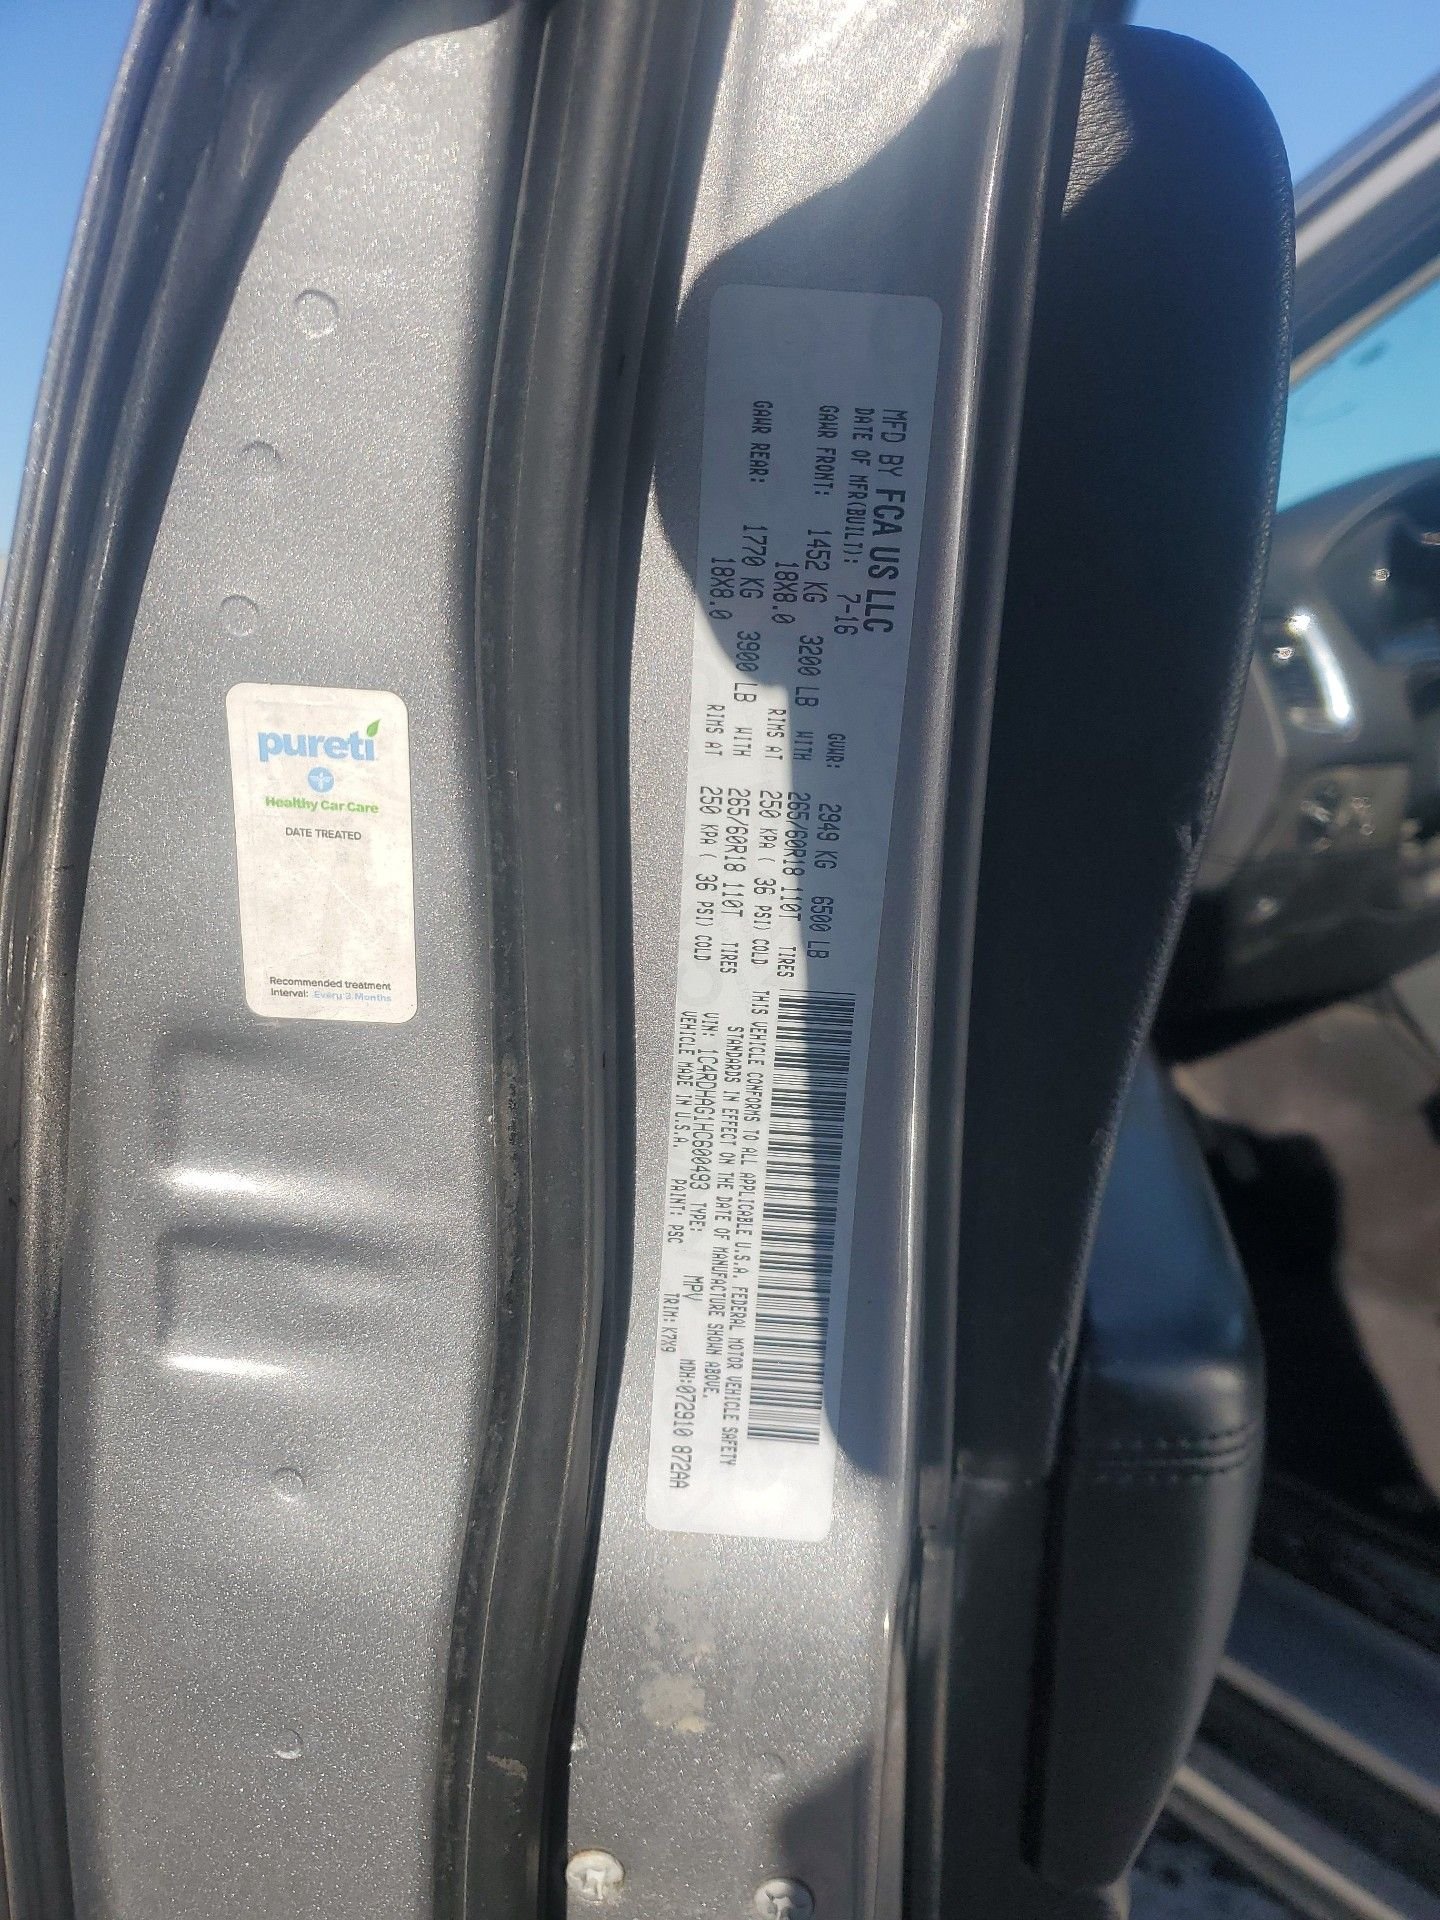 MFD BY FCA US LLC
DATE OF MFR(BUILT): 7-16 GVWR: 2949 KG 6500 LB
GAWR FRONT: 1452 KG 3200 LB WITH 265/60R18 110T TIRES
18X8.0 RIMS AT 250 KPA ( 36 PSI) COLD
GAWR REAR: 1770 KG 3900 LB WITH 265/60R18 110T TIRES
18X8.0 RIMS AT 250 KPA ( 36 PSI) COLD
THIS VEHICLE CONFORMS TO ALL APPLICABLE U.S.A. FEDERAL MOTOR VEHICLE SAFETY
STANDARDS IN EFFECT ON THE DATE OF MANUFACTURE SHOWN ABOVE.
VIN: 1C4RDHAG1HC600493 TYPE: MPV MDH:072910 872AA
VEHICLE MADE IN U.S.A. PAINT: PSC TRIM: K7X9
pureti
Healthy Car.Care
DATE TREATED
Recommended treatment
Interval: Every 3 Months